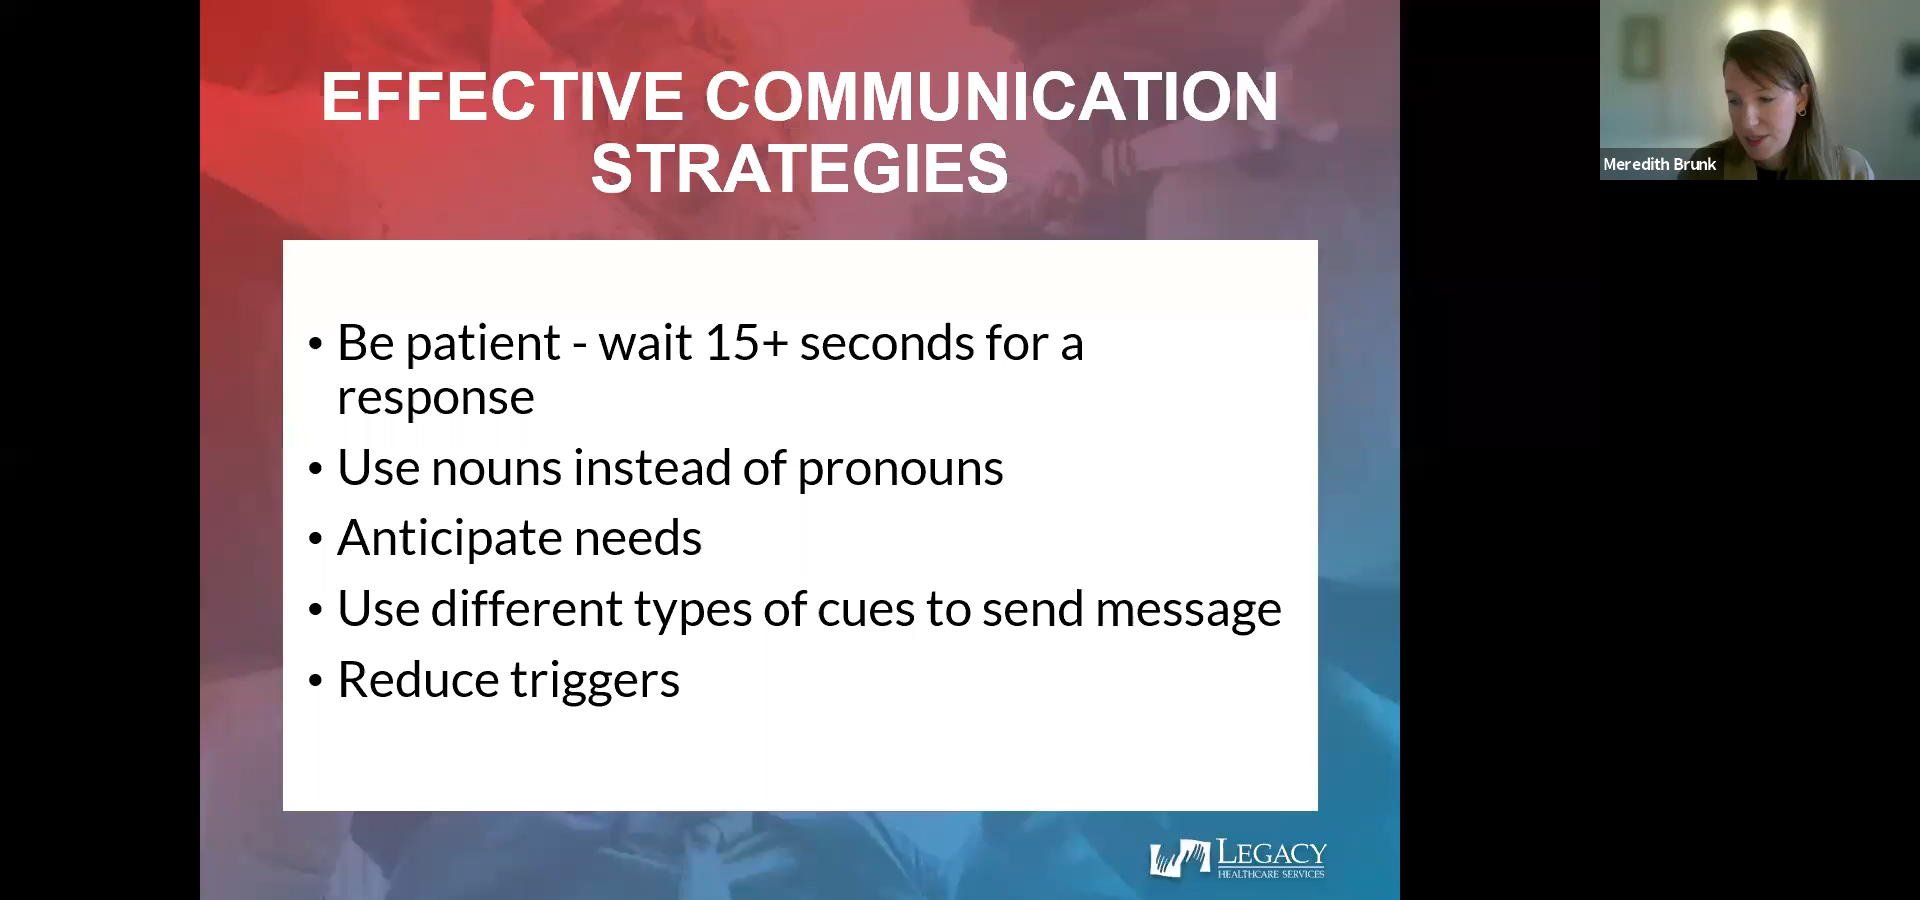 EFFECTIVE COMMUNICATION
STRATEGIES
• Be patient - wait 15+ seconds for a
response
• Use nouns instead of pronouns
• Anticipate needs
• Use different types of cues to send message
• Reduce triggers
LEGACY
HEALTHCARE SERVICES
Meredith Brunk